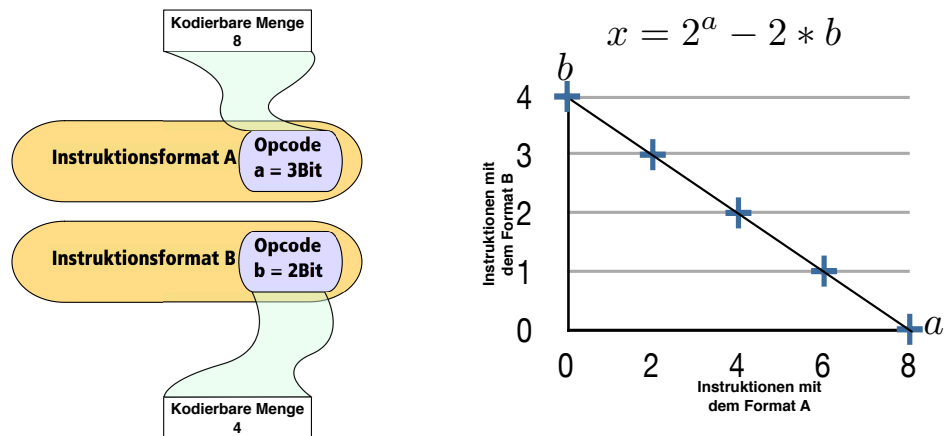 Kodierbare Menge
8
Instruktionsformat A
Opcode
a = 3Bit
Instruktionsformat B
Opcode
b = 2Bit
Kodierbare Menge
4
x = 2^a − 2 ∗ b
b
4
3
2
1
0
Instruktionen mit
dem Format B
a
0 2 4 6 8
Instruktionen mit
dem Format A